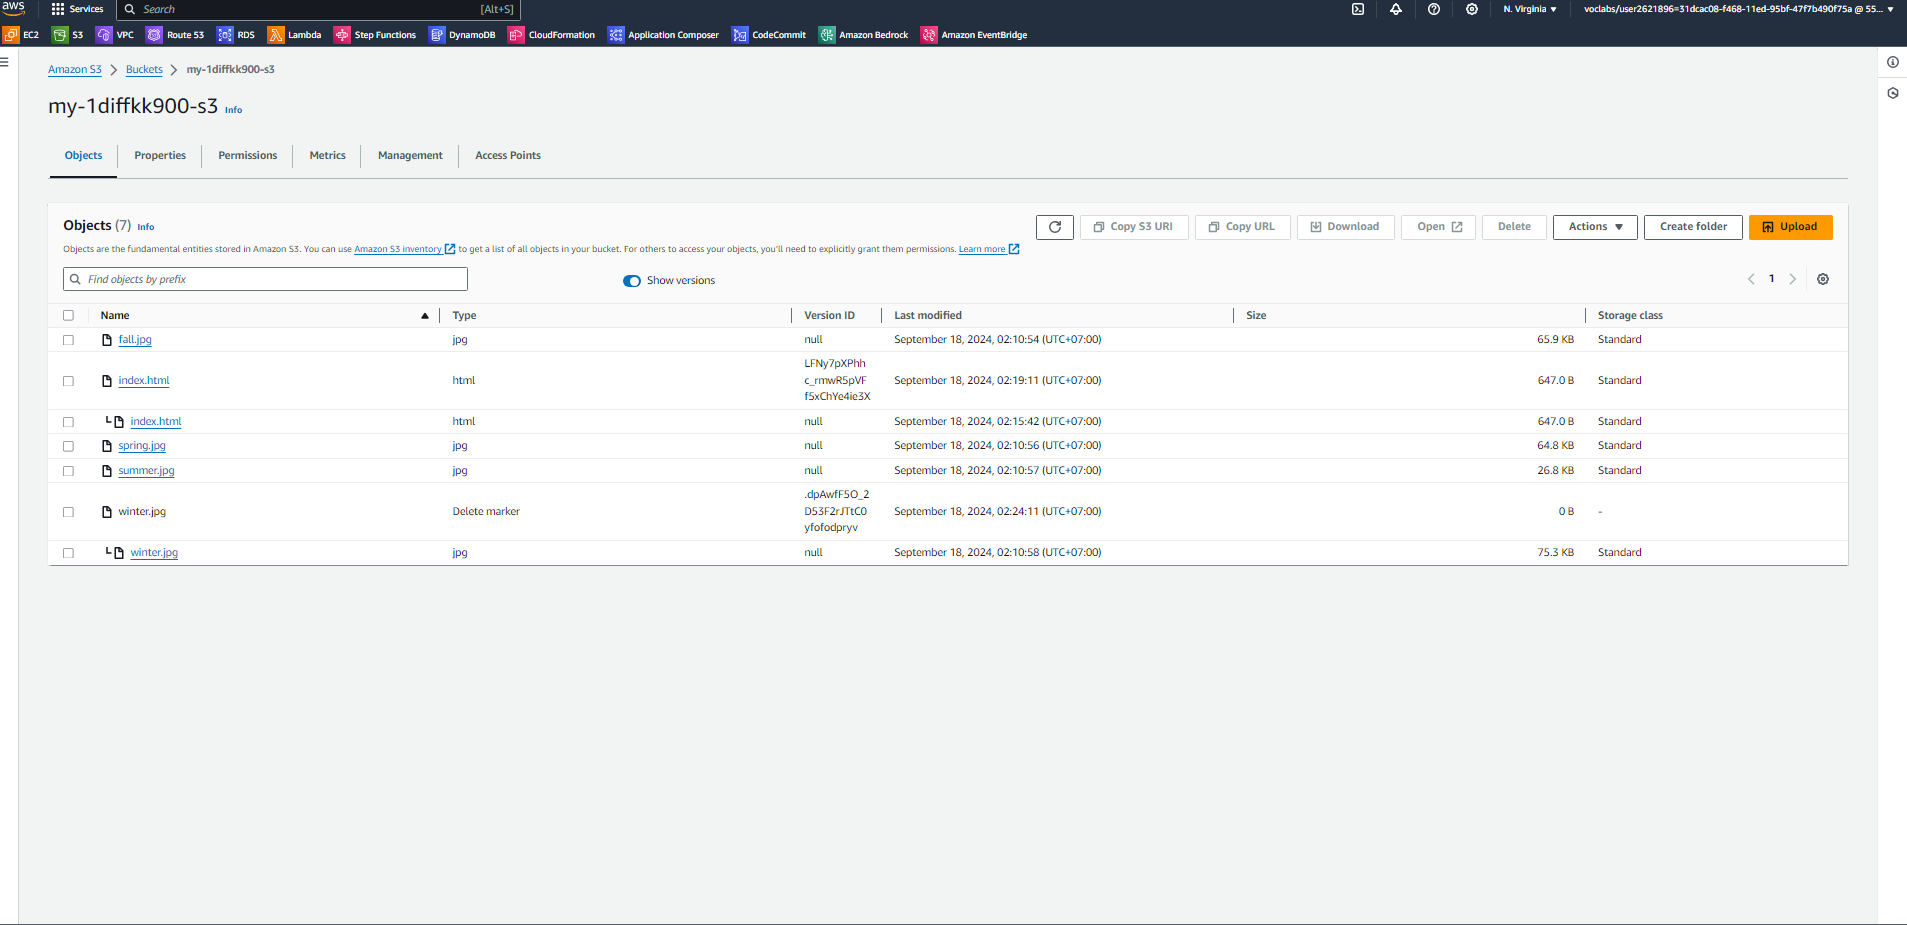 aws Services Search [Alt+S] N. Virginia voclabs/user2621896=31dcac08-f468-11ed-95bf-47f7b490f75a @ 55...
EC2 S3 VPC Route 53 RDS Lambda Step Functions DynamoDB CloudFormation Application Composer CodeCommit Amazon Bedrock Amazon EventBridge
Amazon S3 > Buckets > my-1diffkk900-s3
my-1diffkk900-s3 Info
Objects Properties Permissions Metrics Management Access Points
Objects (7) Info Copy S3 URI Copy URL Download Open Delete Actions Create folder Upload
Objects are the fundamental entities stored in Amazon S3. You can use Amazon S3 inventory to get a list of all objects in your bucket. For others to access your objects, you'll need to explicitly grant them permissions. Learn more
Find objects by prefix Show versions 1
Name Type Version ID Last modified Size Storage class
fall.jpg jpg null September 18, 2024, 02:10:54 (UTC+07:00) 65.9 KB Standard
LFNy7pXPhh
index.html html c_rmwR5pVF September 18, 2024, 02:19:11 (UTC+07:00) 647.0 B Standard
f5xChYe4ie3X
index.html html null September 18, 2024, 02:15:42 (UTC+07:00) 647.0 B Standard
spring.jpg jpg null September 18, 2024, 02:10:56 (UTC+07:00) 64.8 KB Standard
summer.jpg jpg null September 18, 2024, 02:10:57 (UTC+07:00) 26.8 KB Standard
.dpAwfF5O_2
winter.jpg Delete marker D53F2rJTtC0 September 18, 2024, 02:24:11 (UTC+07:00) 0 B -
yfofodpryv
winter.jpg jpg null September 18, 2024, 02:10:58 (UTC+07:00) 75.3 KB Standard